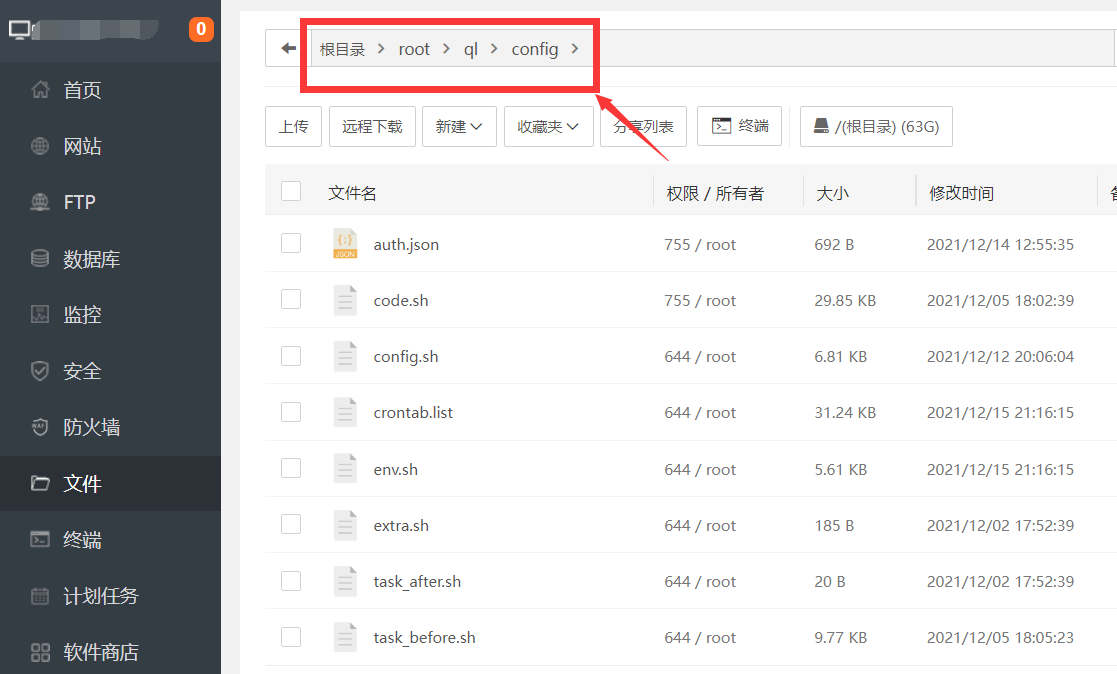 0
首页
网站
FTP
数据库
监控
安全
防火墙
文件
终端
计划任务
软件商店
根目录 > root > ql > config >
上传 远程下载 新建 收藏夹 分享列表 终端 /(根目录) (63G)
文件名 权限 / 所有者 大小 修改时间
JSON auth.json 755 / root 692 B 2021/12/14 12:55:35
code.sh 755 / root 29.85 KB 2021/12/05 18:02:39
config.sh 644 / root 6.81 KB 2021/12/12 20:06:04
crontab.list 644 / root 31.24 KB 2021/12/15 21:16:15
env.sh 644 / root 5.61 KB 2021/12/15 21:16:15
extra.sh 644 / root 185 B 2021/12/02 17:52:39
task_after.sh 644 / root 20 B 2021/12/02 17:52:39
task_before.sh 644 / root 9.77 KB 2021/12/05 18:05:23